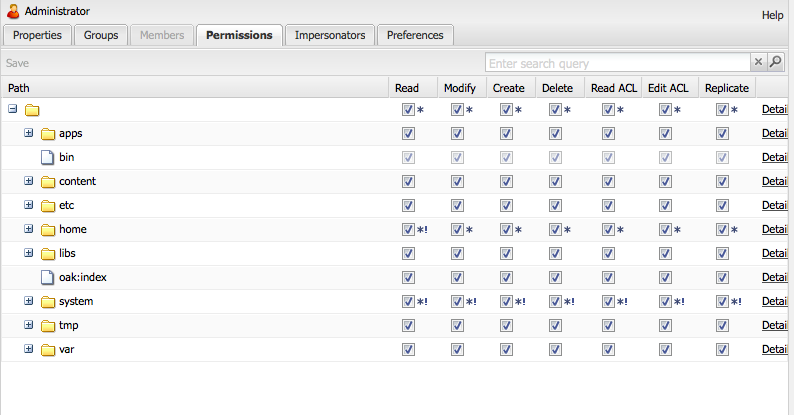 Administrator
Help
Properties Groups Members Permissions Impersonators Preferences
Save Enter search query
Path Read Modify Create Delete Read ACL Edit ACL Replicate
* * * * * * * Detai
apps Detai
bin Detai
content Detai
etc Detai
home *! * * * * * * Detai
libs Detai
oak:index Detai
system *! *! *! *! *! *! *! Detai
tmp Detai
var Detai